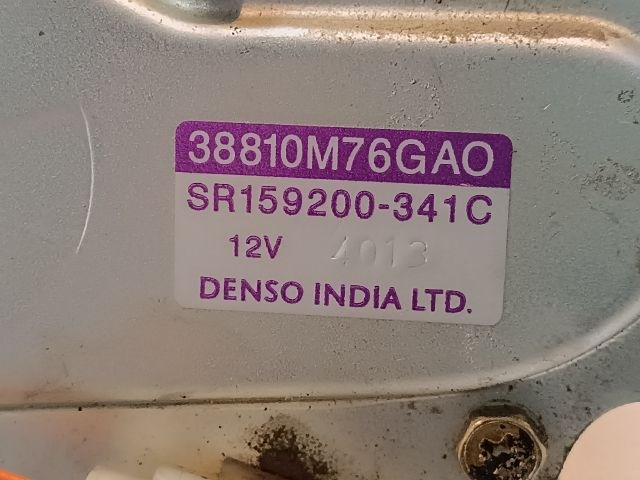 38810M76GAO
SR159200-341C
12V 4013
DENSO INDIA LTD.